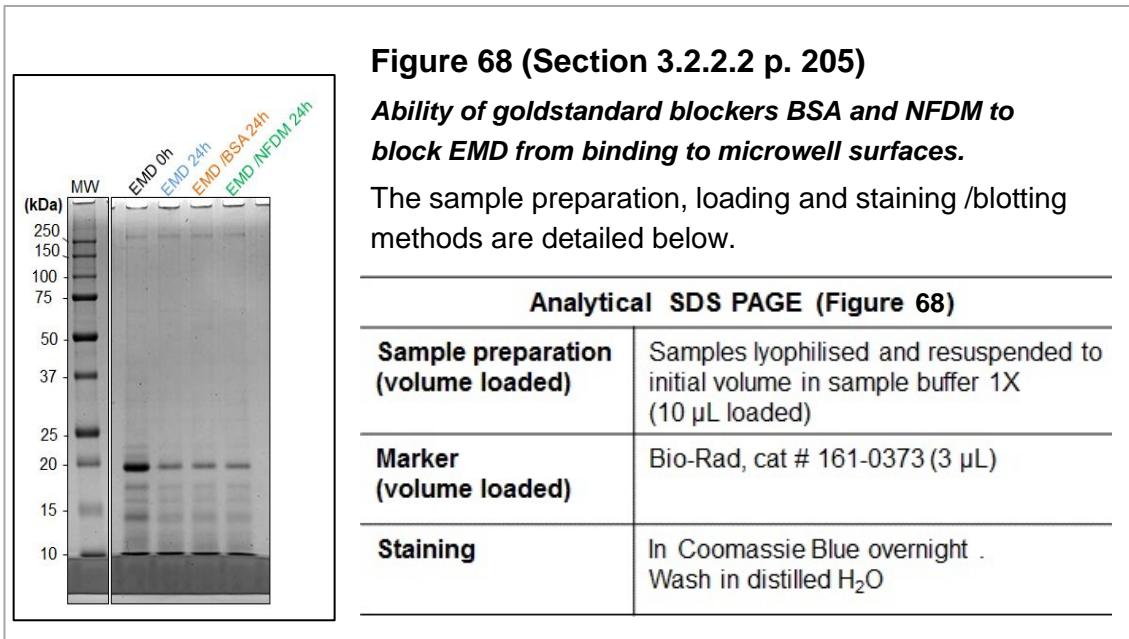 Figure 68 (Section 3.2.2.2 p. 205)
Ability of goldstandard blockers BSA and NFDM to
block EMD from binding to microwell surfaces.
The sample preparation, loading and staining /blotting
methods are detailed below.
MW
EMD 0h
EMD 24h
EMD /BSA 24h
EMD /NFDM 24h
(kDa)
250
150
100
75
50
37
25
20
15
10
Analytical SDS PAGE (Figure 68)
Sample preparation
(volume loaded)
Samples lyophilised and resuspended to
initial volume in sample buffer 1X
(10 µL loaded)
Marker
(volume loaded)
Bio-Rad, cat # 161-0373 (3 µL)
Staining
In Coomassie Blue overnight .
Wash in distilled H₂O